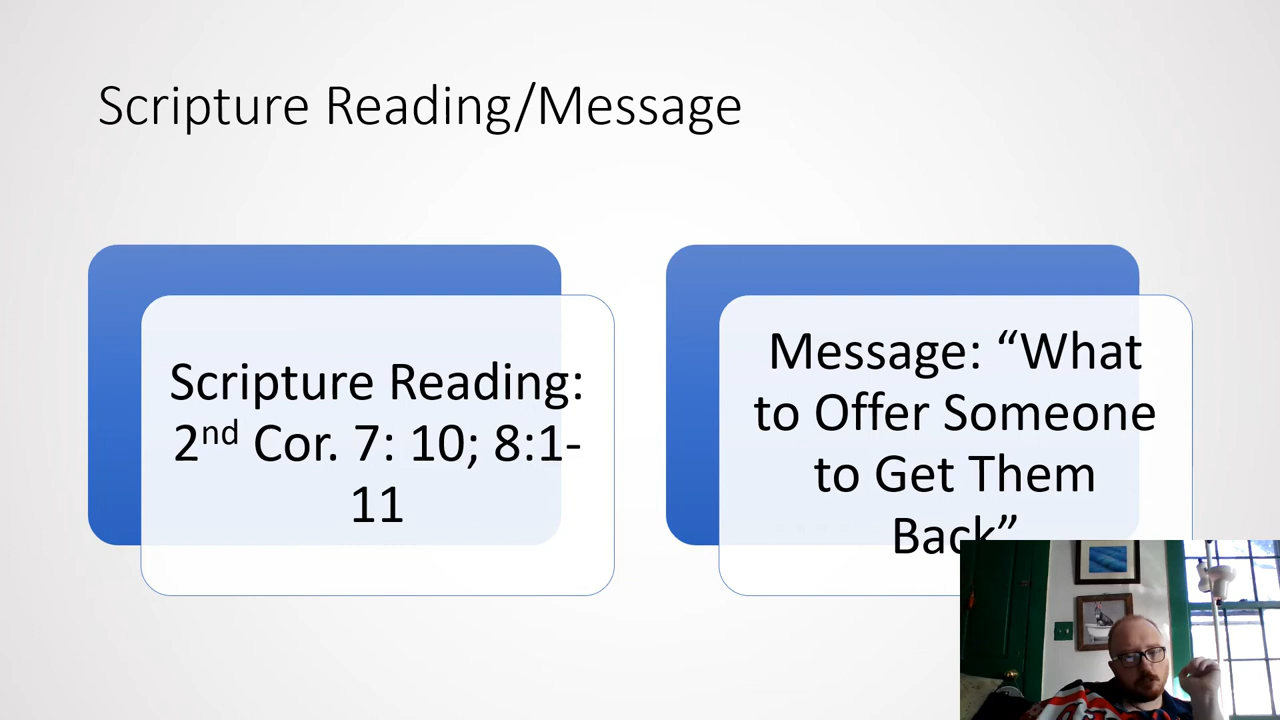 Scripture Reading/Message
Scripture Reading:
2nd Cor. 7: 10; 8:1-
11
Message: “What
to Offer Someone
to Get Them
Back”